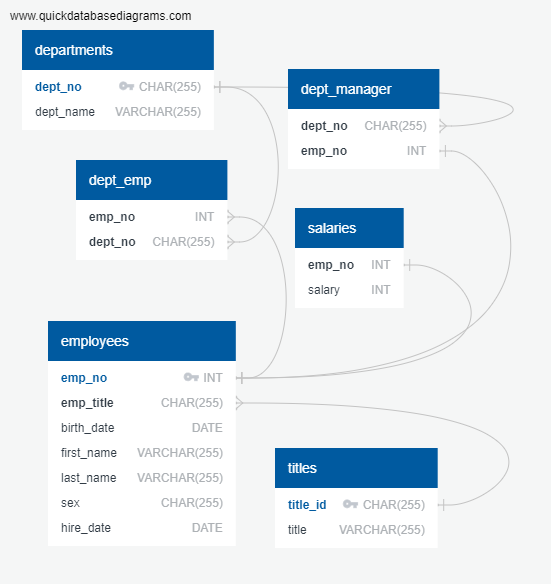 www.quickdatabasediagrams.com
departments
dept_no CHAR(255)
dept_name VARCHAR(255)
dept_manager
dept_no CHAR(255)
emp_no INT
dept_emp
emp_no INT
dept_no CHAR(255)
salaries
emp_no INT
salary INT
employees
emp_no INT
emp_title CHAR(255)
birth_date DATE
first_name VARCHAR(255)
last_name VARCHAR(255)
sex CHAR(255)
hire_date DATE
titles
title_id CHAR(255)
title VARCHAR(255)